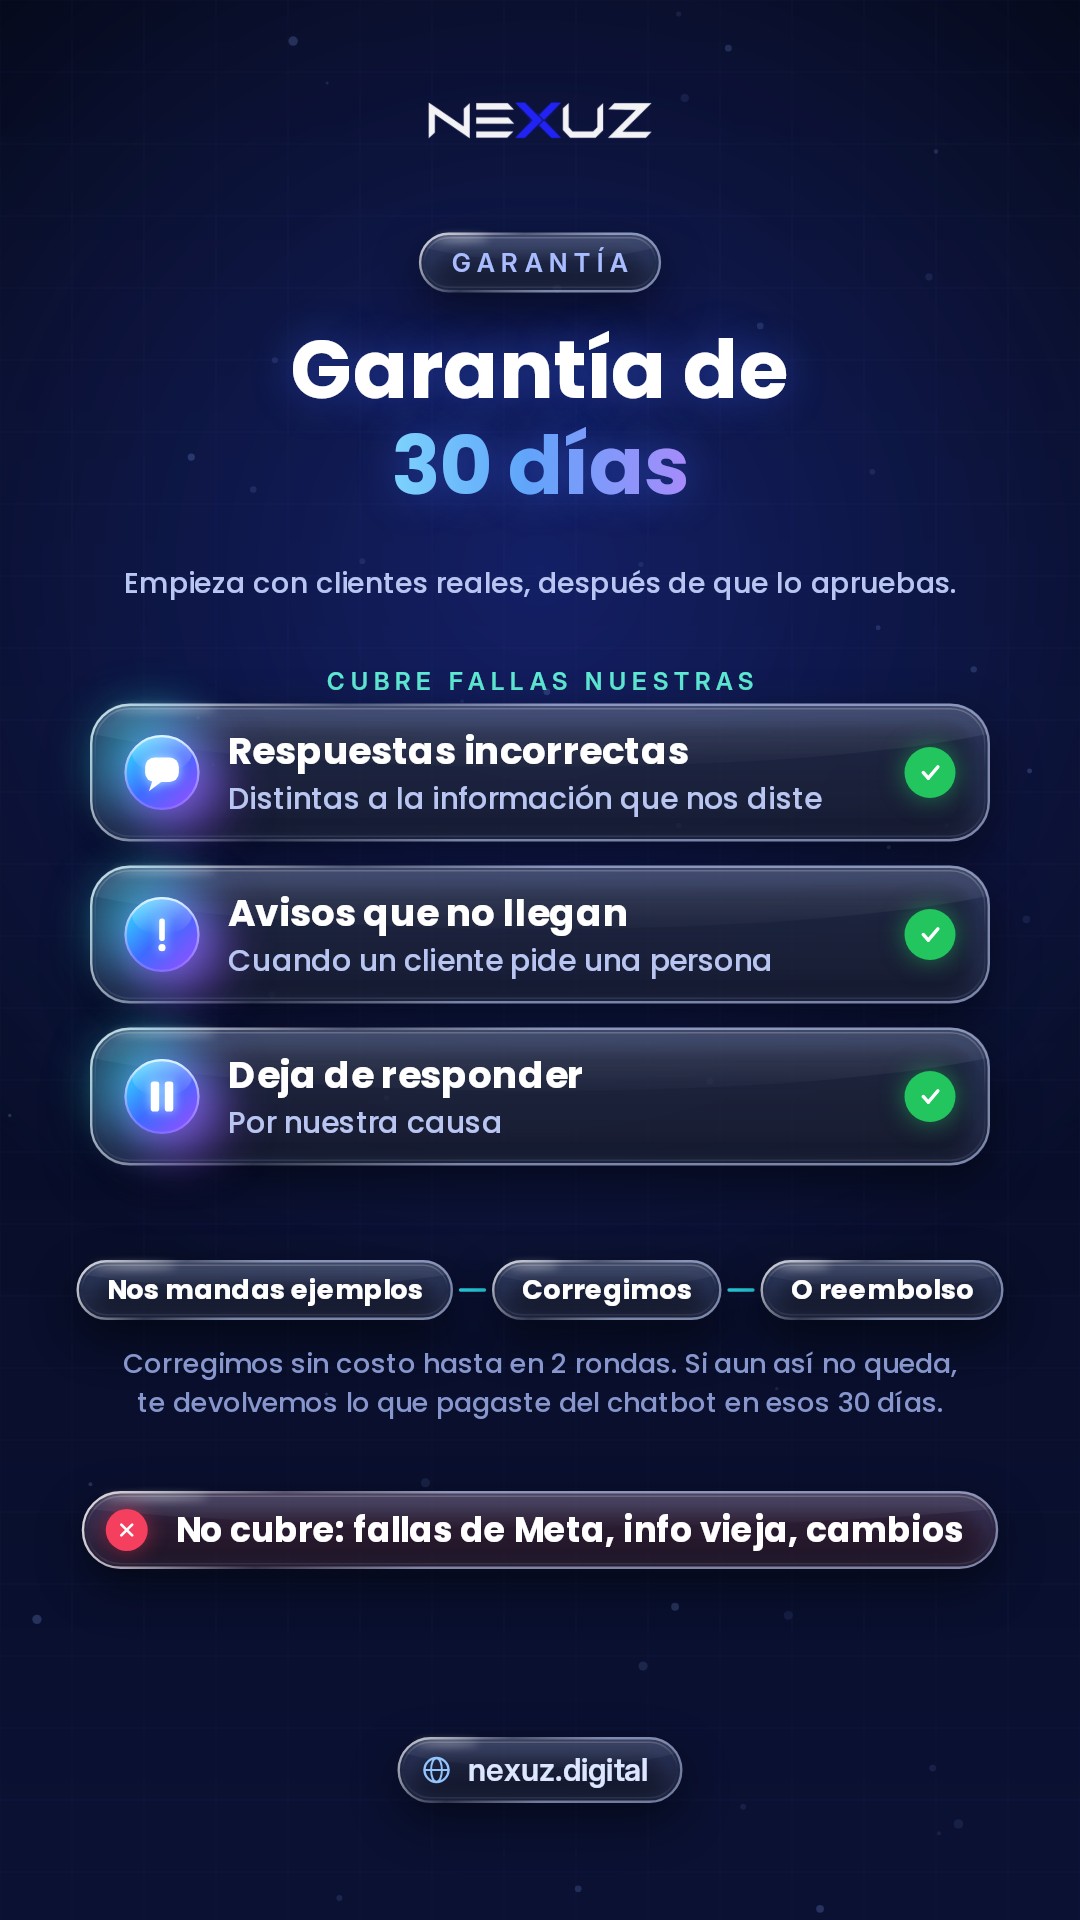 NEXUZ
GARANTÍA
Garantía de
30 días
Empieza con clientes reales, después de que lo apruebas.
CUBRE FALLAS NUESTRAS
Respuestas incorrectas
Distintas a la información que nos diste
Avisos que no llegan
Cuando un cliente pide una persona
Deja de responder
Por nuestra causa
Nos mandas ejemplos
Corregimos
O reembolso
Corregimos sin costo hasta en 2 rondas. Si aun así no queda,
te devolvemos lo que pagaste del chatbot en esos 30 días.
No cubre: fallas de Meta, info vieja, cambios
nexuz.digital